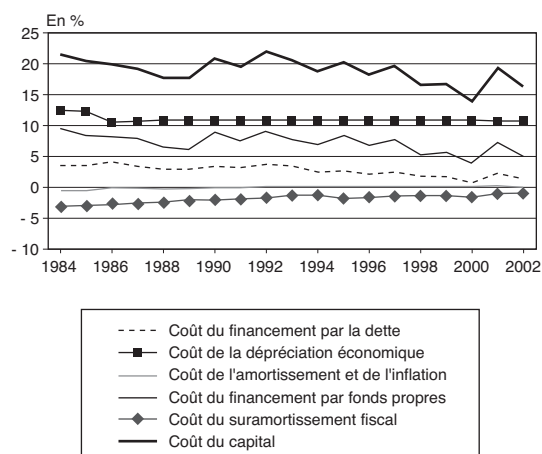 En %
25
20
15
10
5
0
- 5
- 10
1984 1986 1988 1990 1992 1994 1996 1998 2000 2002
Coût du financement par la dette
Coût de la dépréciation économique
Coût de l'amortissement et de l'inflation
Coût du financement par fonds propres
Coût du suramortissement fiscal
Coût du capital